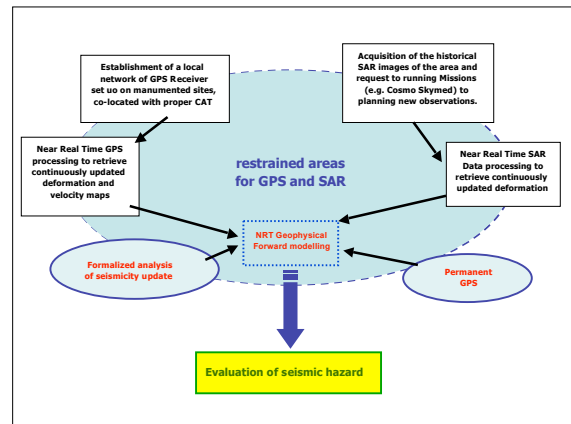 Establishment of a local
network of GPS Receiver
set uo on manumented sites,
co-located with proper CAT
Acquisition of the historical
SAR images of the area and
request to running Missions
(e.g. Cosmo Skymed) to
planning new observations.
Near Real Time GPS
processing to retrieve
continuously updated
deformation and
velocity maps
restrained areas
for GPS and SAR
Near Real Time SAR
Data processing to
retrieve continuously
updated deformation
NRT Geophysical
Forward modelling
Formalized analysis
of seismicity update
Permanent
GPS
Evaluation of seismic hazard